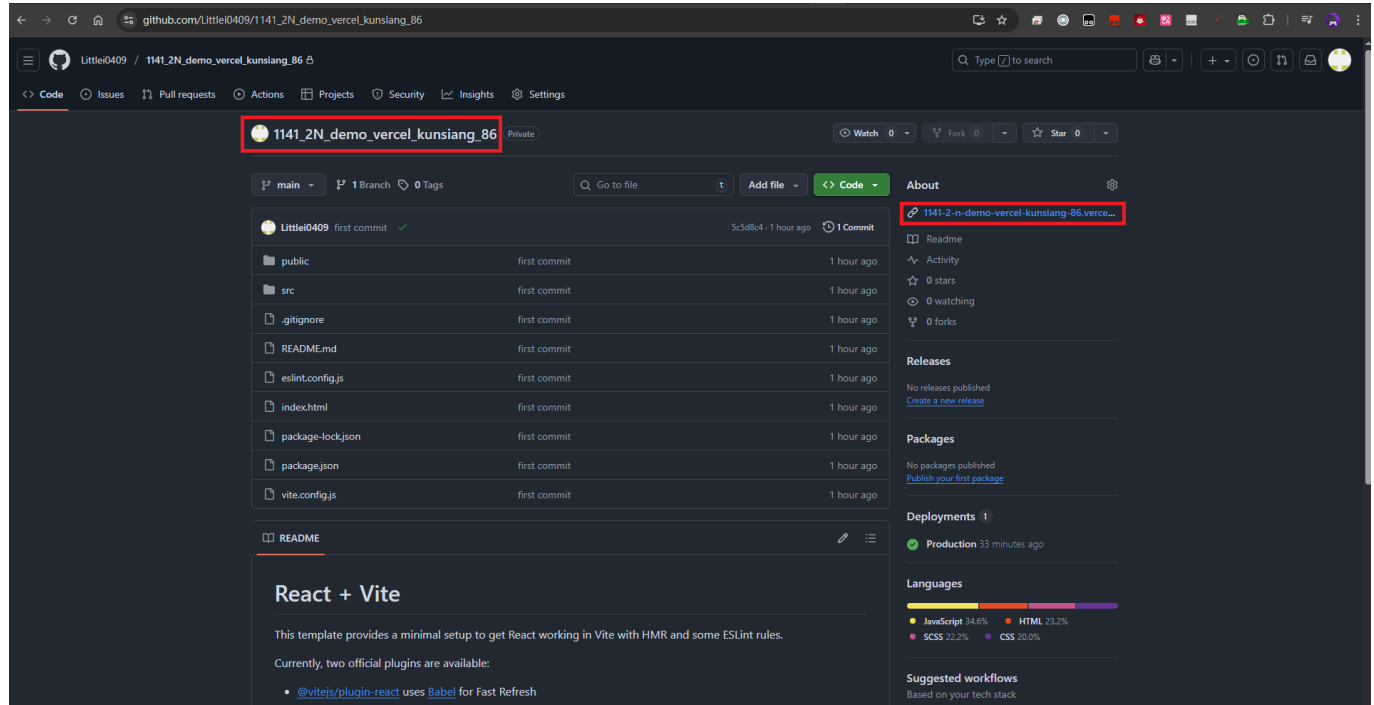 github.com/Littlei0409/1141_2N_demo_vercel_kunsiang_86
Littlei0409 / 1141_2N_demo_vercel_kunsiang_86
Type / to search
Code Issues Pull requests Actions Projects Security Insights Settings
1141_2N_demo_vercel_kunsiang_86 Private
Watch 0 Fork 0 Star 0
main 1 Branch 0 Tags Go to file t Add file Code
Littlei0409 first commit 5c5d8c4 · 1 hour ago 1 Commit
public first commit 1 hour ago
src first commit 1 hour ago
.gitignore first commit 1 hour ago
README.md first commit 1 hour ago
eslint.config.js first commit 1 hour ago
index.html first commit 1 hour ago
package-lock.json first commit 1 hour ago
package.json first commit 1 hour ago
vite.config.js first commit 1 hour ago
README
React + Vite
This template provides a minimal setup to get React working in Vite with HMR and some ESLint rules.
Currently, two official plugins are available:
@vitejs/plugin-react uses Babel for Fast Refresh
About
1141-2-n-demo-vercel-kunsiang-86.verce...
Readme
Activity
0 stars
0 watching
0 forks
Releases
No releases published
Create a new release
Packages
No packages published
Publish your first package
Deployments 1
Production 33 minutes ago
Languages
JavaScript 34.6% HTML 23.2%
SCSS 22.2% CSS 20.0%
Suggested workflows
Based on your tech stack